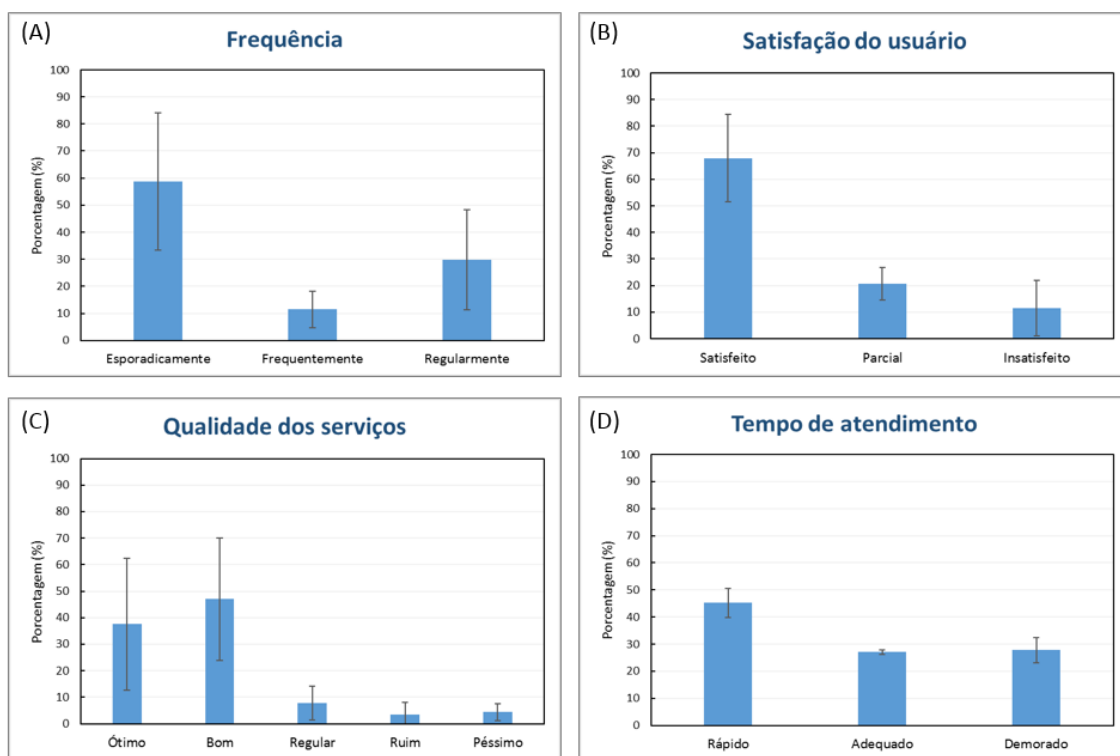 (A)
Frequência
Porcentagem (%)
100
90
80
70
60
50
40
30
20
10
0
Esporadicamente Frequentemente Regularmente
(B)
Satisfação do usuário
Porcentagem (%)
100
90
80
70
60
50
40
30
20
10
0
Satisfeito Parcial Insatisfeito
(C)
Qualidade dos serviços
Porcentagem (%)
100
90
80
70
60
50
40
30
20
10
0
Ótimo Bom Regular Ruim Péssimo
(D)
Tempo de atendimento
Porcentagem (%)
100
90
80
70
60
50
40
30
20
10
0
Rápido Adequado Demorado